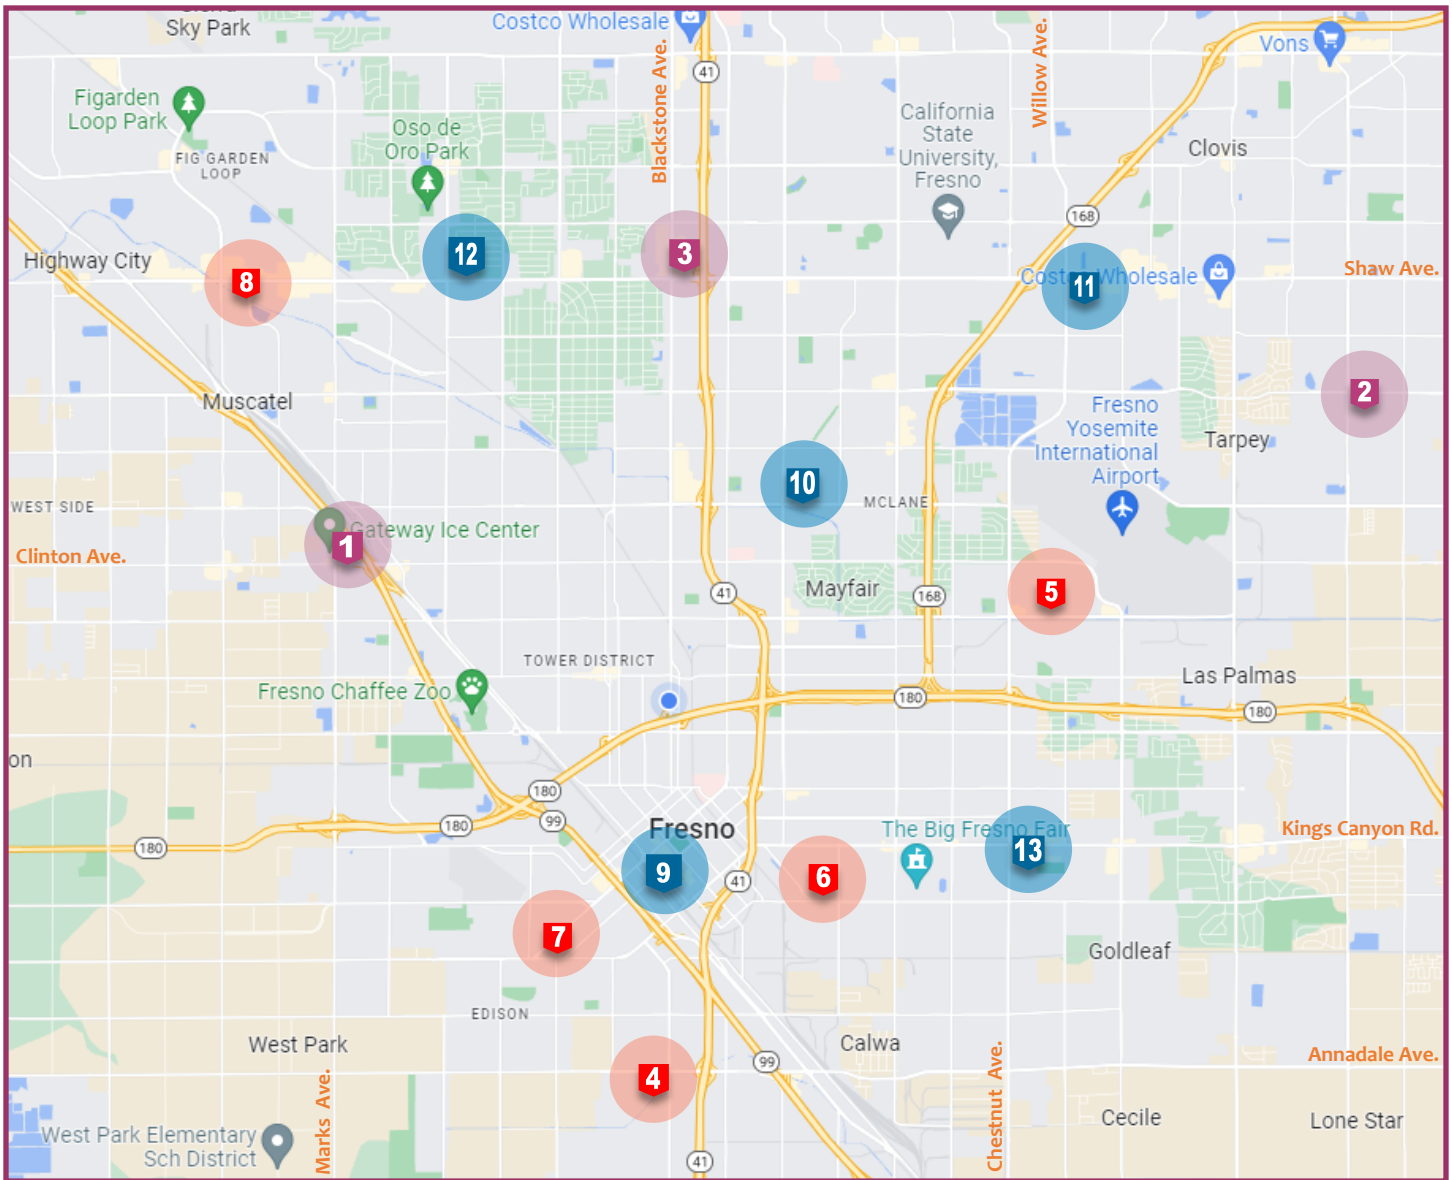 Sky Park
Costco Wholesale
41
Blackstone Ave.
Willow Ave.
Vons
Figarden
Loop Park
FIG GARDEN
LOOP
Oso de
Oro Park
California
State
University,
Fresno
Clovis
168
Highway City
8
12
3
Costco Wholesale
11
Shaw Ave.
Muscatel
2
Fresno
Yosemite
International
Airport
Tarpey
10
MCLANE
WEST SIDE
Gateway Ice Center
1
Clinton Ave.
41
Mayfair
168
5
TOWER DISTRICT
Fresno Chaffee Zoo
Las Palmas
180
180
on
180
180
99
180
Fresno
The Big Fresno Fair
Kings Canyon Rd.
9
41
6
13
7
Goldleaf
EDISON
West Park
Calwa
99
Annadale Ave.
4
Marks Ave.
Chestnut Ave.
Cecile
Lone Star
West Park Elementary
Sch District
41